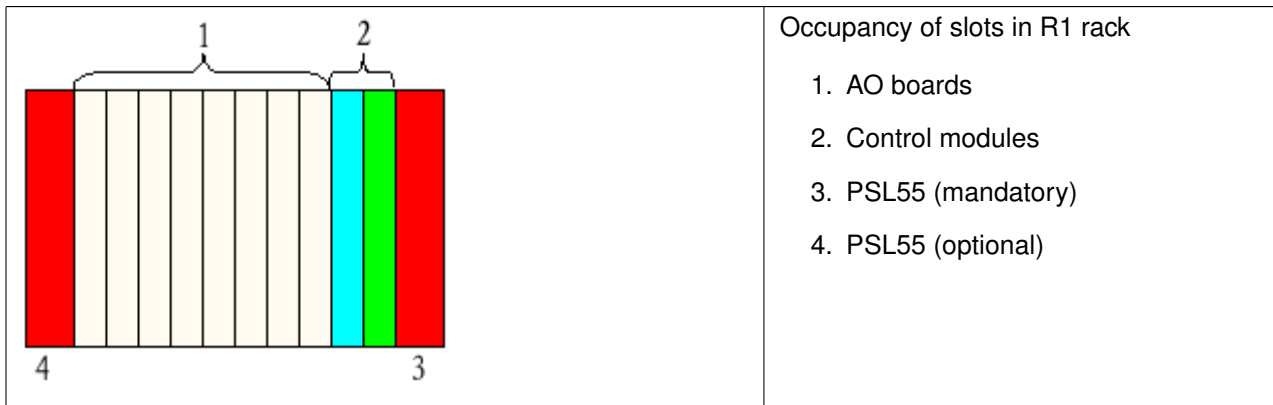 1
2
4
3
Occupancy of slots in R1 rack
1. AO boards
2. Control modules
3. PSL55 (mandatory)
4. PSL55 (optional)